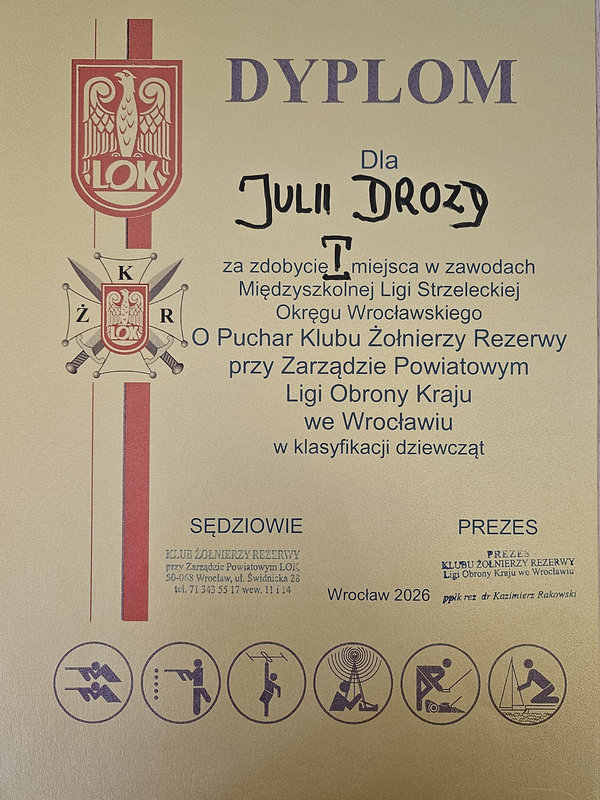 DYPLOM
LOK
Dla
JULII DROZD
za zdobycie I miejsca w zawodach
Międzyszkolnej Ligi Strzeleckiej
Okręgu Wrocławskiego
O Puchar Klubu Żołnierzy Rezerwy
przy Zarządzie Powiatowym
Ligi Obrony Kraju
we Wrocławiu
w klasyfikacji dziewcząt
K
Ż R
LOK
SĘDZIOWIE
KLUB ŻOŁNIERZY REZERWY
przy Zarządzie Powiatowym LOK
50-068 Wrocław, ul. Świdnicka 28
tel. 71 343 55 17 wew. 11 i 14
PREZES
PREZES
KLUBU ŻOŁNIERZY REZERWY
Ligi Obrony Kraju we Wrocławiu
ppłk rez dr Kazimierz Rakowski
Wrocław 2026